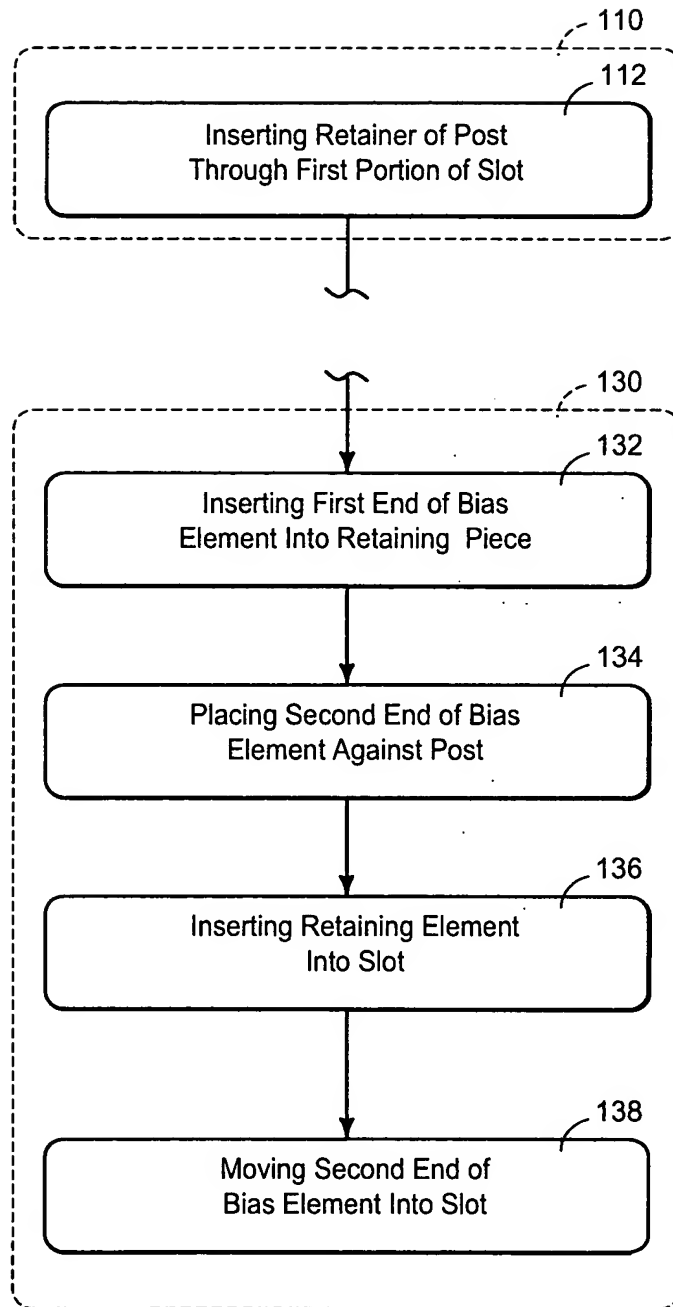 110
112
Inserting Retainer of Post
Through First Portion of Slot
130
132
Inserting First End of Bias
Element Into Retaining Piece
134
Placing Second End of Bias
Element Against Post
136
Inserting Retaining Element
Into Slot
138
Moving Second End of
Bias Element Into Slot